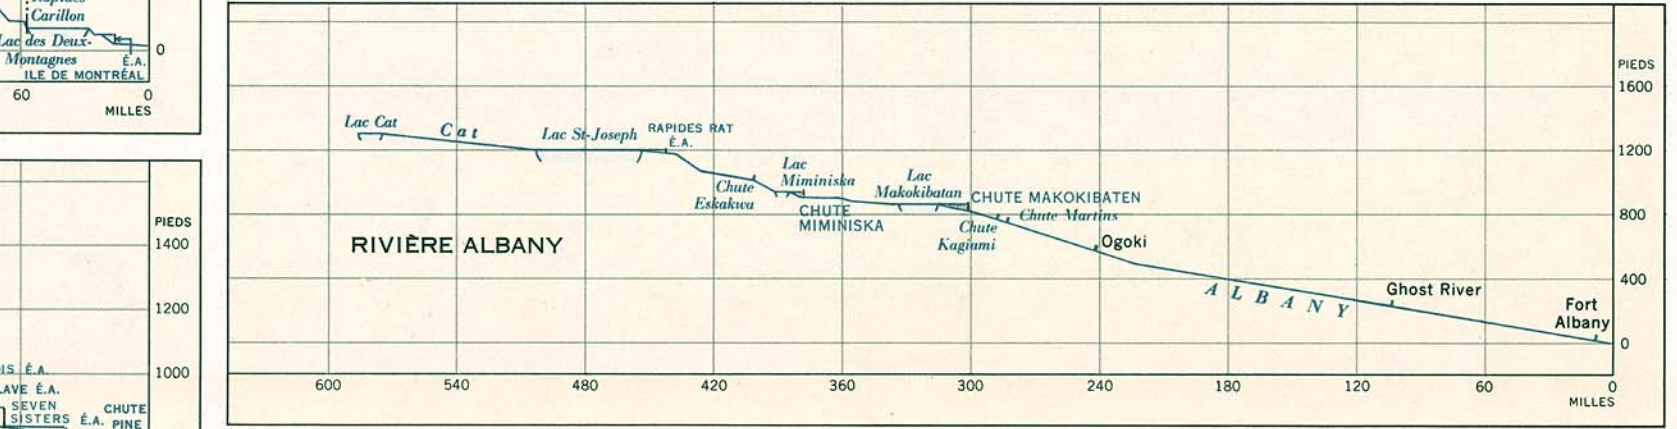 Carillon
Lac des Deux-
Montagnes
É.A.
ILE DE MONTRÉAL
0
60
0
MILLES
PIEDS
1400
1200
1000
É.A.
É.A.
SEVEN
SISTERS É.A.
CHUTE
PINE
PIEDS
1600
1200
800
400
0
Lac Cat
Cat
Lac St-Joseph
RAPIDES RAT
É.A.
Chute
Eskakwa
Lac
Miminiska
CHUTE
MIMINISKA
Lac
Makokibatan
CHUTE MAKOKIBATEN
Chute Martins
Chute
Kagiami
Ogoki
RIVIÈRE ALBANY
ALBANY
Ghost River
Fort
Albany
600
540
480
420
360
300
240
180
120
60
0
MILLES